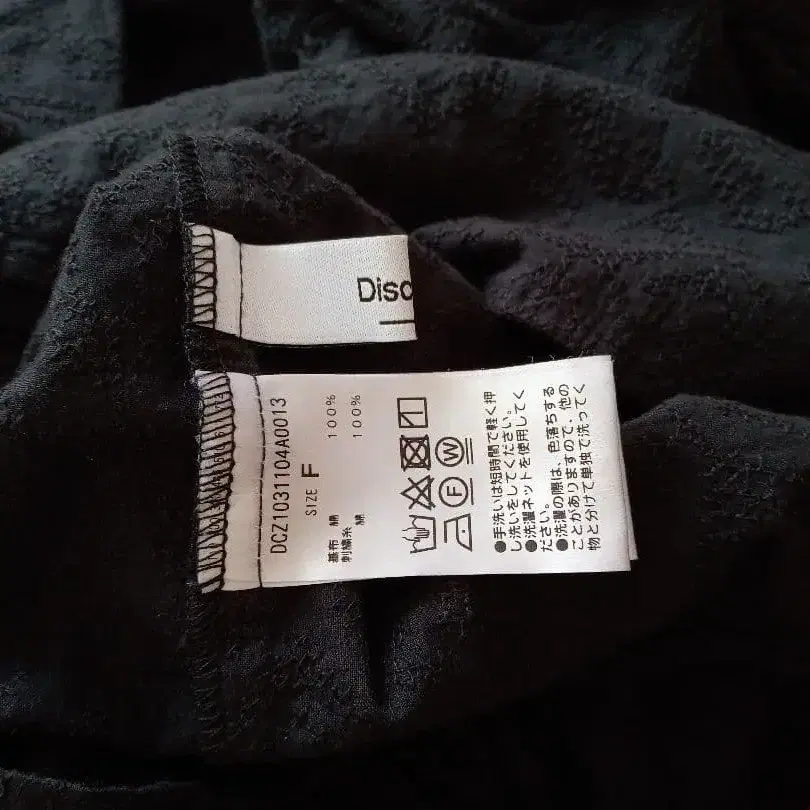 Disc
DCZ1031104A0013
SIZE F
基布 綿 100%
刺繍糸 綿 100%
F W
●手洗いは短時間で軽く押
し洗いをしてください。
●洗濯ネットを使用してく
ださい。
●洗濯の際は、色落ちする
ことがありますので、他の
物と分けて単独で洗ってく